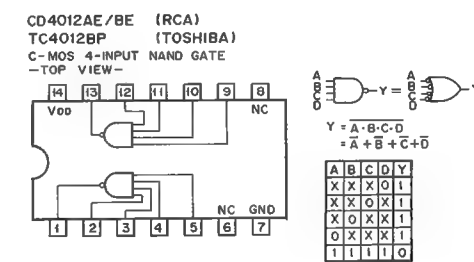 CD4012AE/BE (RCA)
TC4012BP (TOSHIBA)
C-MOS 4-INPUT NAND GATE
—TOP VIEW—
14 13 12 11 10 9 8
VDD NC
NC GND
1 2 3 4 5 6 7
A
B
C
D
Y =
A
B
C
D
Y
Y = A·B·C·D
= A + B + C + D
A B C D Y
X X X 0 1
X X 0 X 1
X 0 X X 1
0 X X X 1
1 1 1 1 0